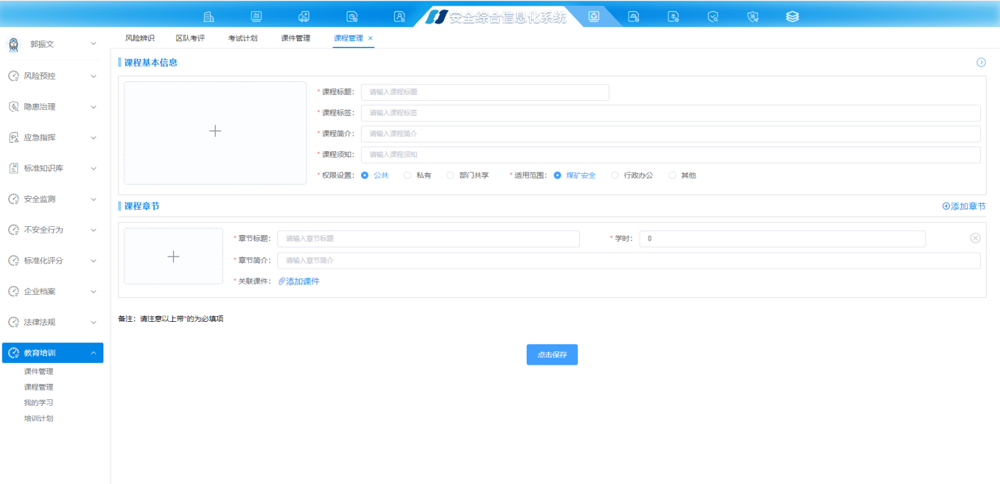 安全综合信息化系统
郭振文
风险辨识 区队考评 考试计划 课件管理 课程管理
风险预控
隐患治理
应急指挥
标准知识库
安全监测
不安全行为
标准化评分
企业档案
法律法规
教育培训
课件管理
课程管理
我的学习
培训计划
课程基本信息
* 课程标题： 请输入课程标题
* 课程标签： 请输入课程标签
* 课程简介： 请输入课程简介
* 课程须知： 请输入课程须知
* 权限设置： 公共 私有 部门共享 * 适用范围： 煤矿安全 行政办公 其他
课程章节 添加章节
* 章节标题： 请输入章节标题 * 学时： 0
* 章节简介： 请输入章节简介
* 关联课件： 添加课件
备注：请注意以上带*的为必填项
点击保存